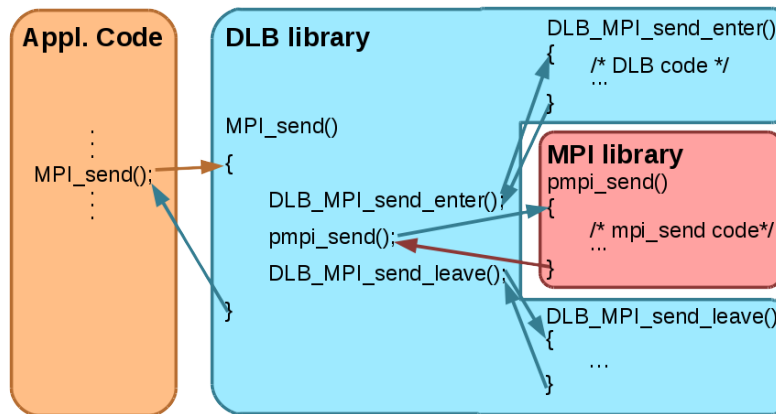 Appl. Code
.
.
.
MPI_send();
.
.
.
DLB library
MPI_send()
{
DLB_MPI_send_enter();
pmpi_send();
DLB_MPI_send_leave();
}
DLB_MPI_send_enter()
{
/* DLB code */
...
}
MPI library
pmpi_send()
{
/* mpi_send code*/
...
}
DLB_MPI_send_leave()
{
...
}